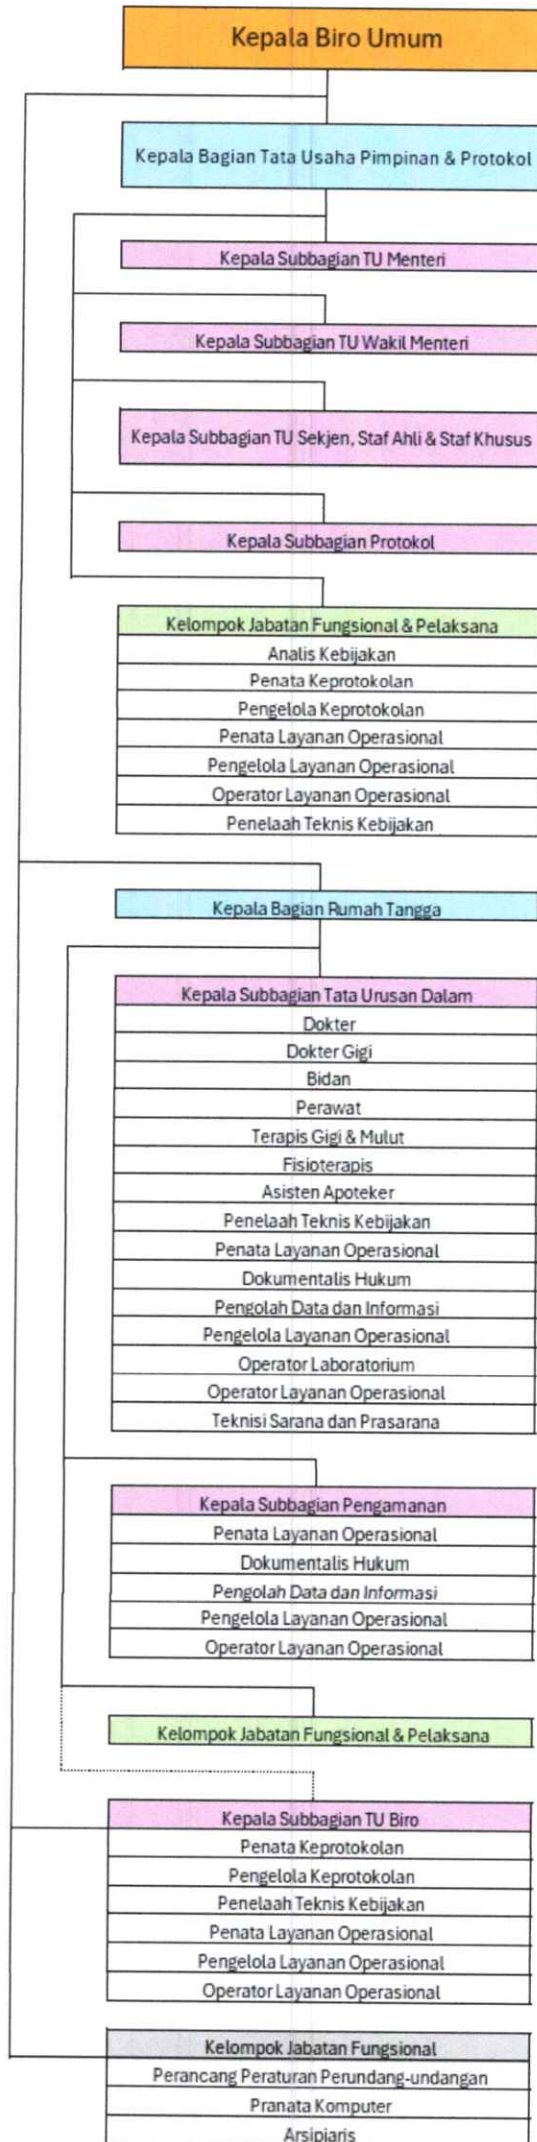 Kepala Biro Umum
Kepala Bagian Tata Usaha Pimpinan & Protokol
Kepala Subbagian TU Menteri
Kepala Subbagian TU Wakil Menteri
Kepala Subbagian TU Sekjen, Staf Ahli & Staf Khusus
Kepala Subbagian Protokol
Kelompok Jabatan Fungsional & Pelaksana
Analis Kebijakan
Penata Keprotokolan
Pengelola Keprotokolan
Penata Layanan Operasional
Pengelola Layanan Operasional
Operator Layanan Operasional
Penelaah Teknis Kebijakan
Kepala Bagian Rumah Tangga
Kepala Subbagian Tata Urusan Dalam
Dokter
Dokter Gigi
Bidan
Perawat
Terapis Gigi & Mulut
Fisioterapis
Asisten Apoteker
Penelaah Teknis Kebijakan
Penata Layanan Operasional
Dokumentalis Hukum
Pengolah Data dan Informasi
Pengelola Layanan Operasional
Operator Laboratorium
Operator Layanan Operasional
Teknisi Sarana dan Prasarana
Kepala Subbagian Pengamanan
Penata Layanan Operasional
Dokumentalis Hukum
Pengolah Data dan Informasi
Pengelola Layanan Operasional
Operator Layanan Operasional
Kelompok Jabatan Fungsional & Pelaksana
Kepala Subbagian TU Biro
Penata Keprotokolan
Pengelola Keprotokolan
Penelaah Teknis Kebijakan
Penata Layanan Operasional
Pengelola Layanan Operasional
Operator Layanan Operasional
Kelompok Jabatan Fungsional
Perancang Peraturan Perundang-undangan
Pranata Komputer
Arsiparis